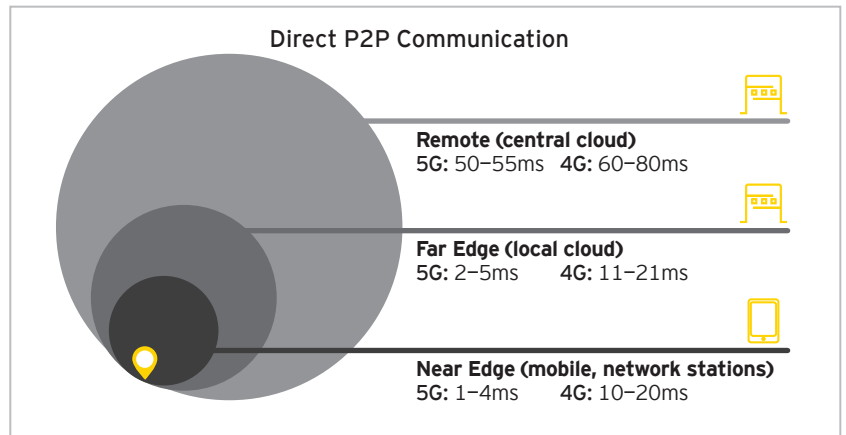 Direct P2P Communication
Remote (central cloud)
5G: 50–55ms 4G: 60–80ms
Far Edge (local cloud)
5G: 2–5ms 4G: 11–21ms
Near Edge (mobile, network stations)
5G: 1–4ms 4G: 10–20ms